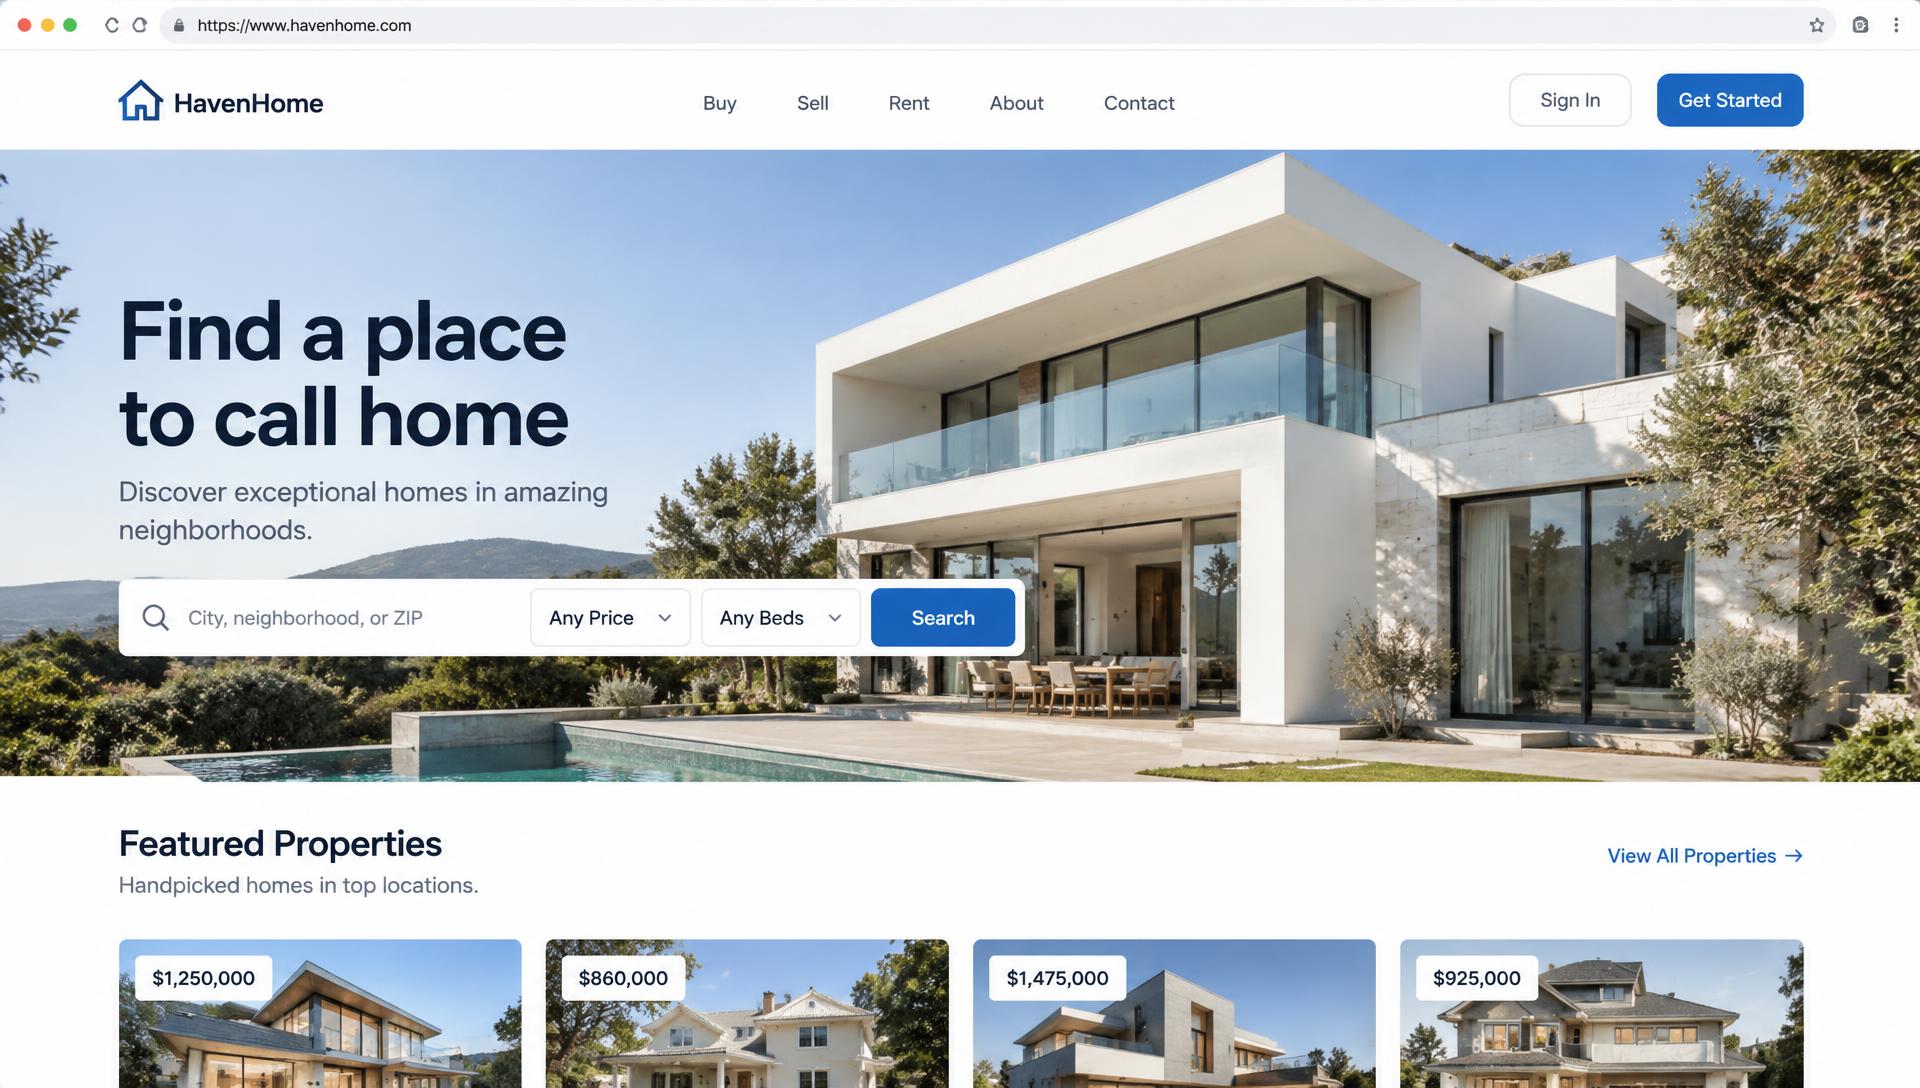 https://www.havenhome.com
HavenHome
Buy
Sell
Rent
About
Contact
Sign In
Get Started
Find a place
to call home
Discover exceptional homes in amazing
neighborhoods.
City, neighborhood, or ZIP
Any Price
Any Beds
Search
Featured Properties
Handpicked homes in top locations.
View All Properties →
$1,250,000
$860,000
$1,475,000
$925,000